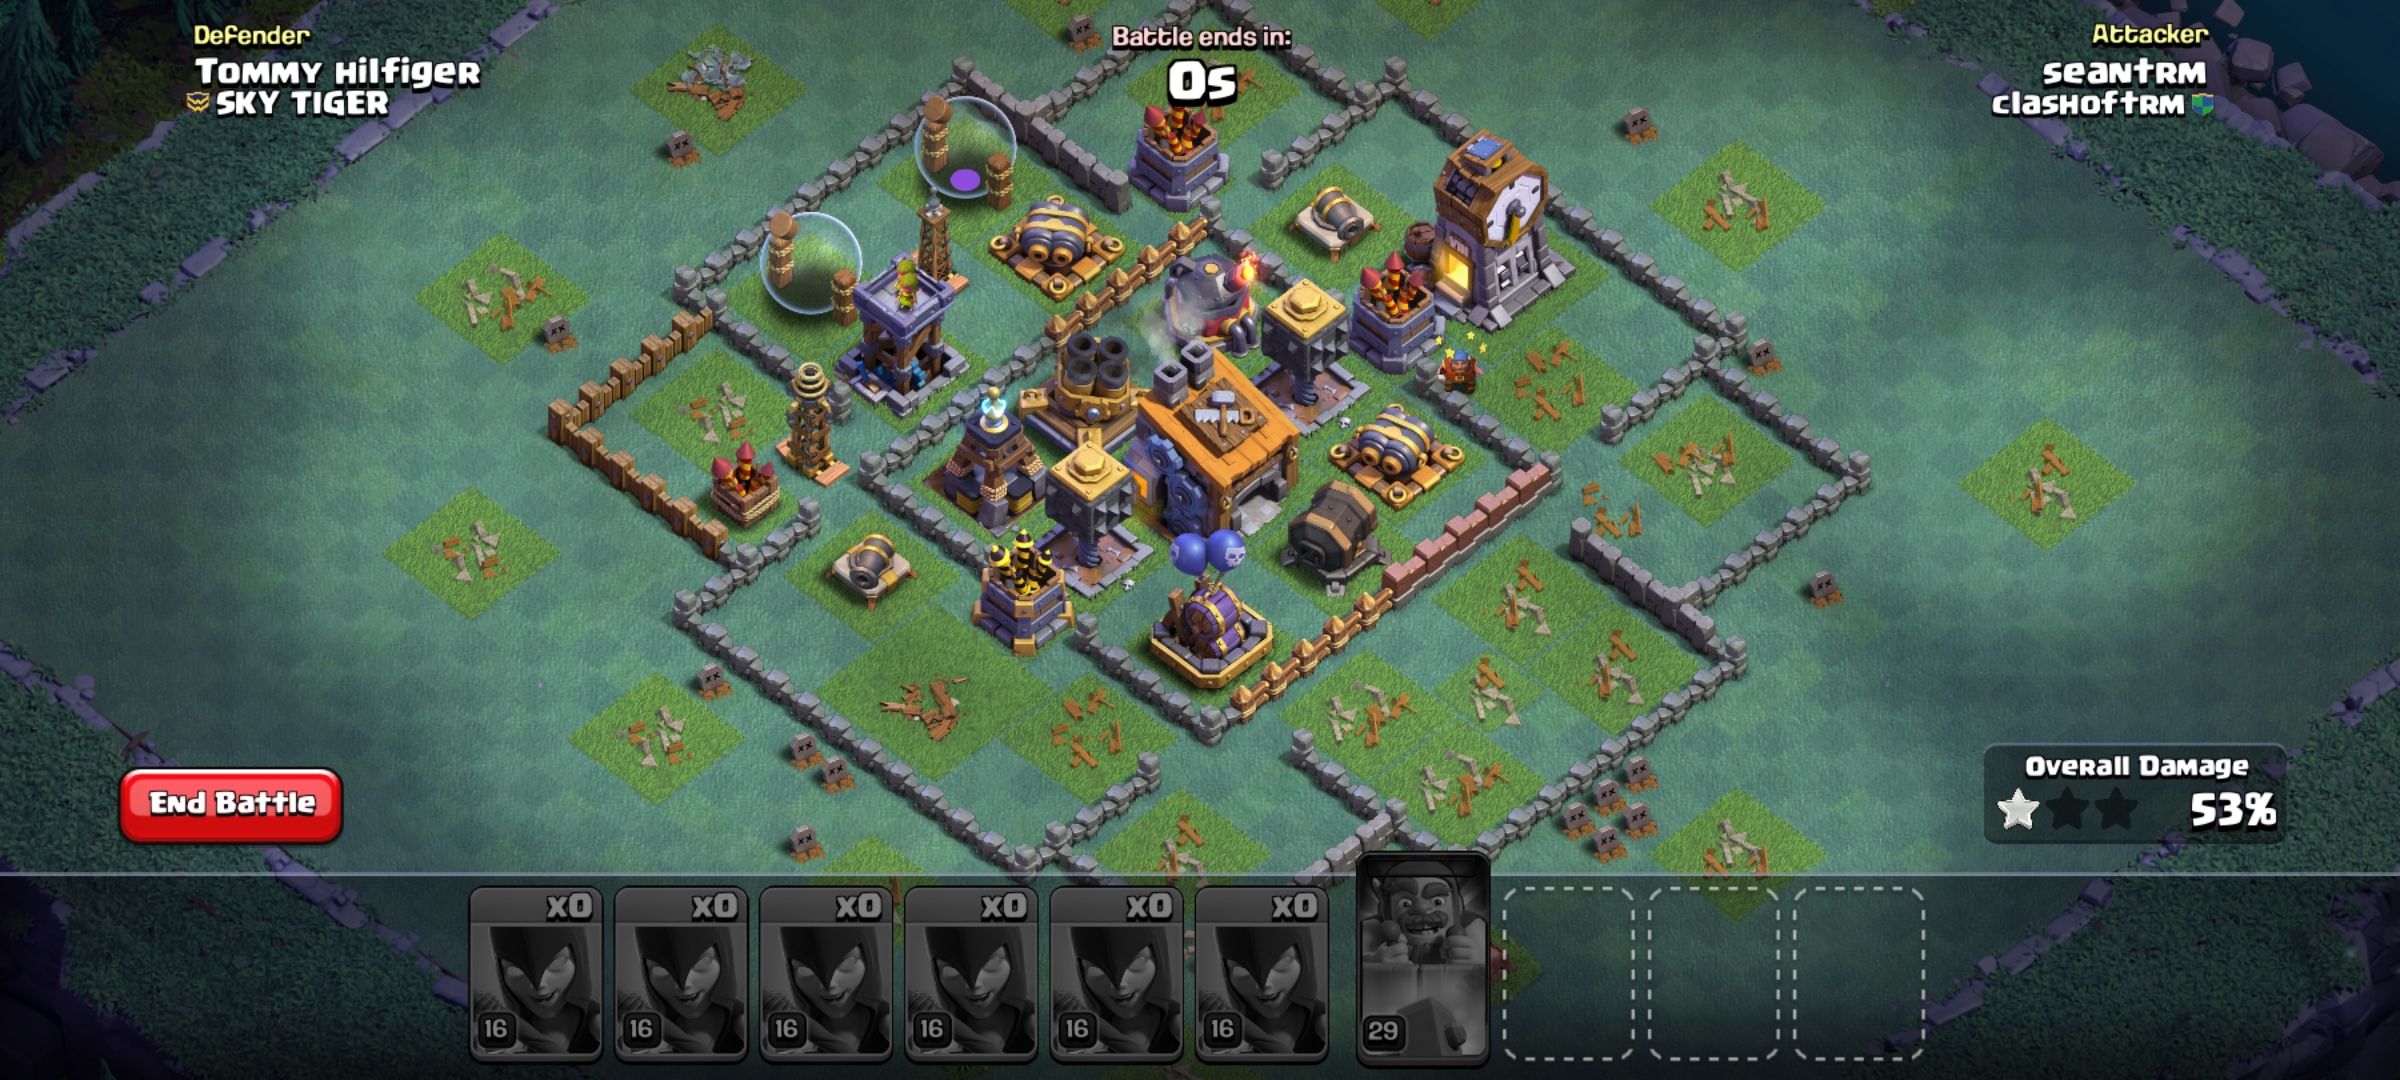 Defender
TOMMY HilfigER
SKY TIGER
Battle ends in:
0s
Attacker
seantRM
clashoftRM
VIII
End Battle
Overall Damage
53%
x0
x0
x0
x0
x0
x0
16
16
16
16
16
16
29